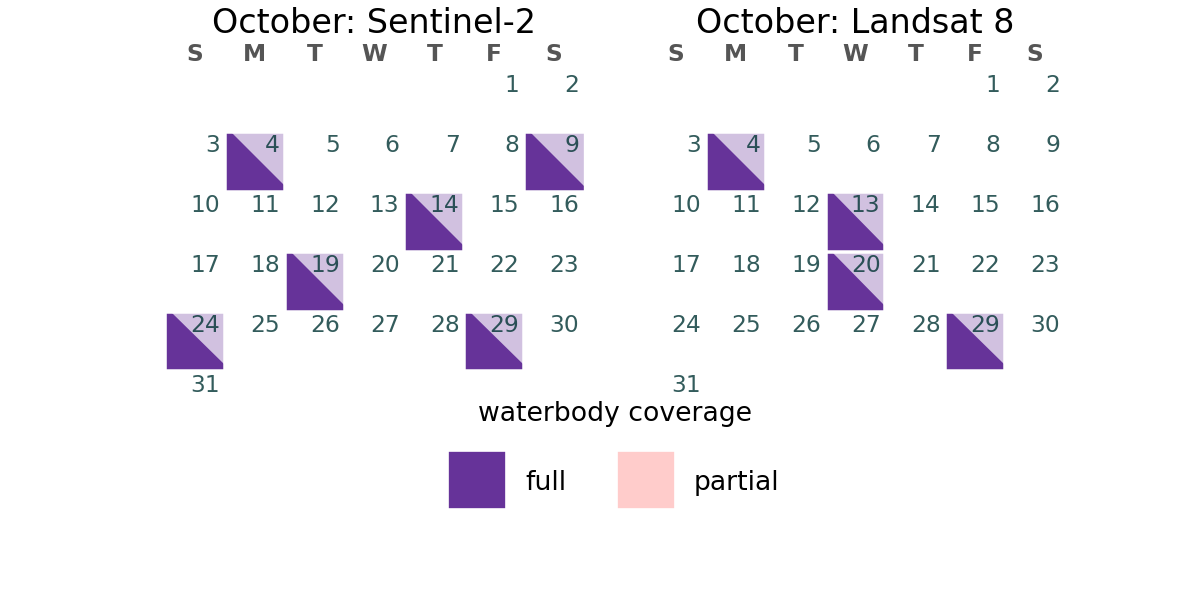 October: Sentinel-2
S M T W T F S
1 2
3 4 5 6 7 8 9
10 11 12 13 14 15 16
17 18 19 20 21 22 23
24 25 26 27 28 29 30
31
October: Landsat 8
S M T W T F S
1 2
3 4 5 6 7 8 9
10 11 12 13 14 15 16
17 18 19 20 21 22 23
24 25 26 27 28 29 30
31
waterbody coverage
full partial